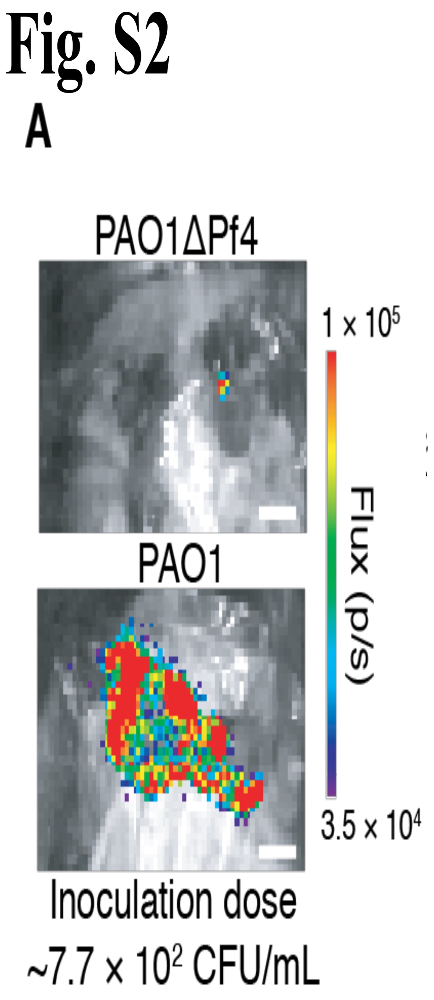 Fig. S2
A
PAO1ΔPf4
1 × 10⁵
Flux (p/s)
PAO1
3.5 × 10⁴
Inoculation dose
~7.7 × 10² CFU/mL